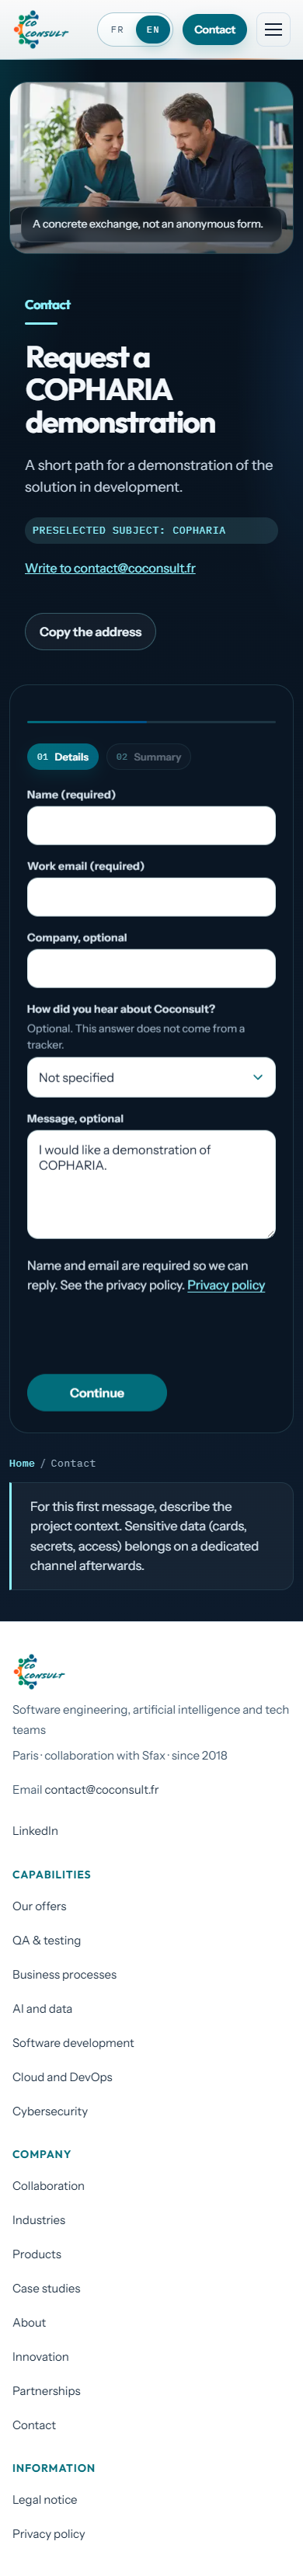 CO
CONSULT
FR
EN
Contact
A concrete exchange, not an anonymous form.
Contact
Request a
COPHARIA
demonstration
A short path for a demonstration of the
solution in development.
PRESELECTED SUBJECT: COPHARIA
Write to contact@coconsult.fr
Copy the address
01 Details
02 Summary
Name (required)
Work email (required)
Company, optional
How did you hear about Coconsult?
Optional. This answer does not come from a
tracker.
Not specified
Message, optional
I would like a demonstration of
COPHARIA.
Name and email are required so we can
reply. See the privacy policy. Privacy policy
Continue
Home / Contact
For this first message, describe the
project context. Sensitive data (cards,
secrets, access) belongs on a dedicated
channel afterwards.
CO
CONSULT
Software engineering, artificial intelligence and tech
teams
Paris · collaboration with Sfax · since 2018
Email contact@coconsult.fr
LinkedIn
CAPABILITIES
Our offers
QA & testing
Business processes
AI and data
Software development
Cloud and DevOps
Cybersecurity
COMPANY
Collaboration
Industries
Products
Case studies
About
Innovation
Partnerships
Contact
INFORMATION
Legal notice
Privacy policy